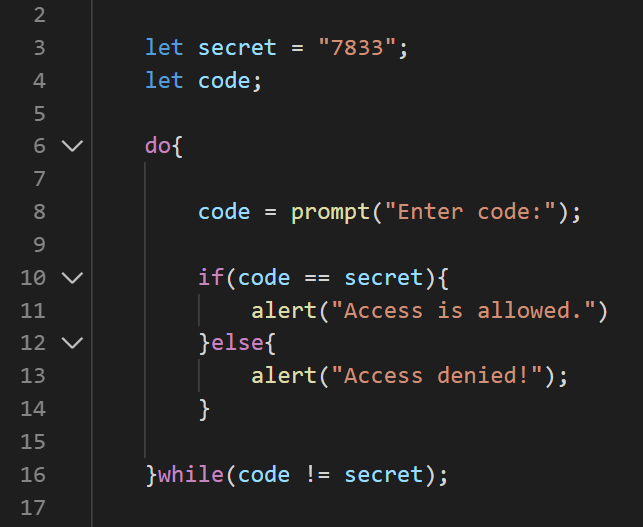 2
3 let secret = "7833";
4 let code;
5
6 do{
7
8 code = prompt("Enter code:");
9
10 if(code == secret){
11 alert("Access is allowed.")
12 }else{
13 alert("Access denied!");
14 }
15
16 }while(code != secret);
17